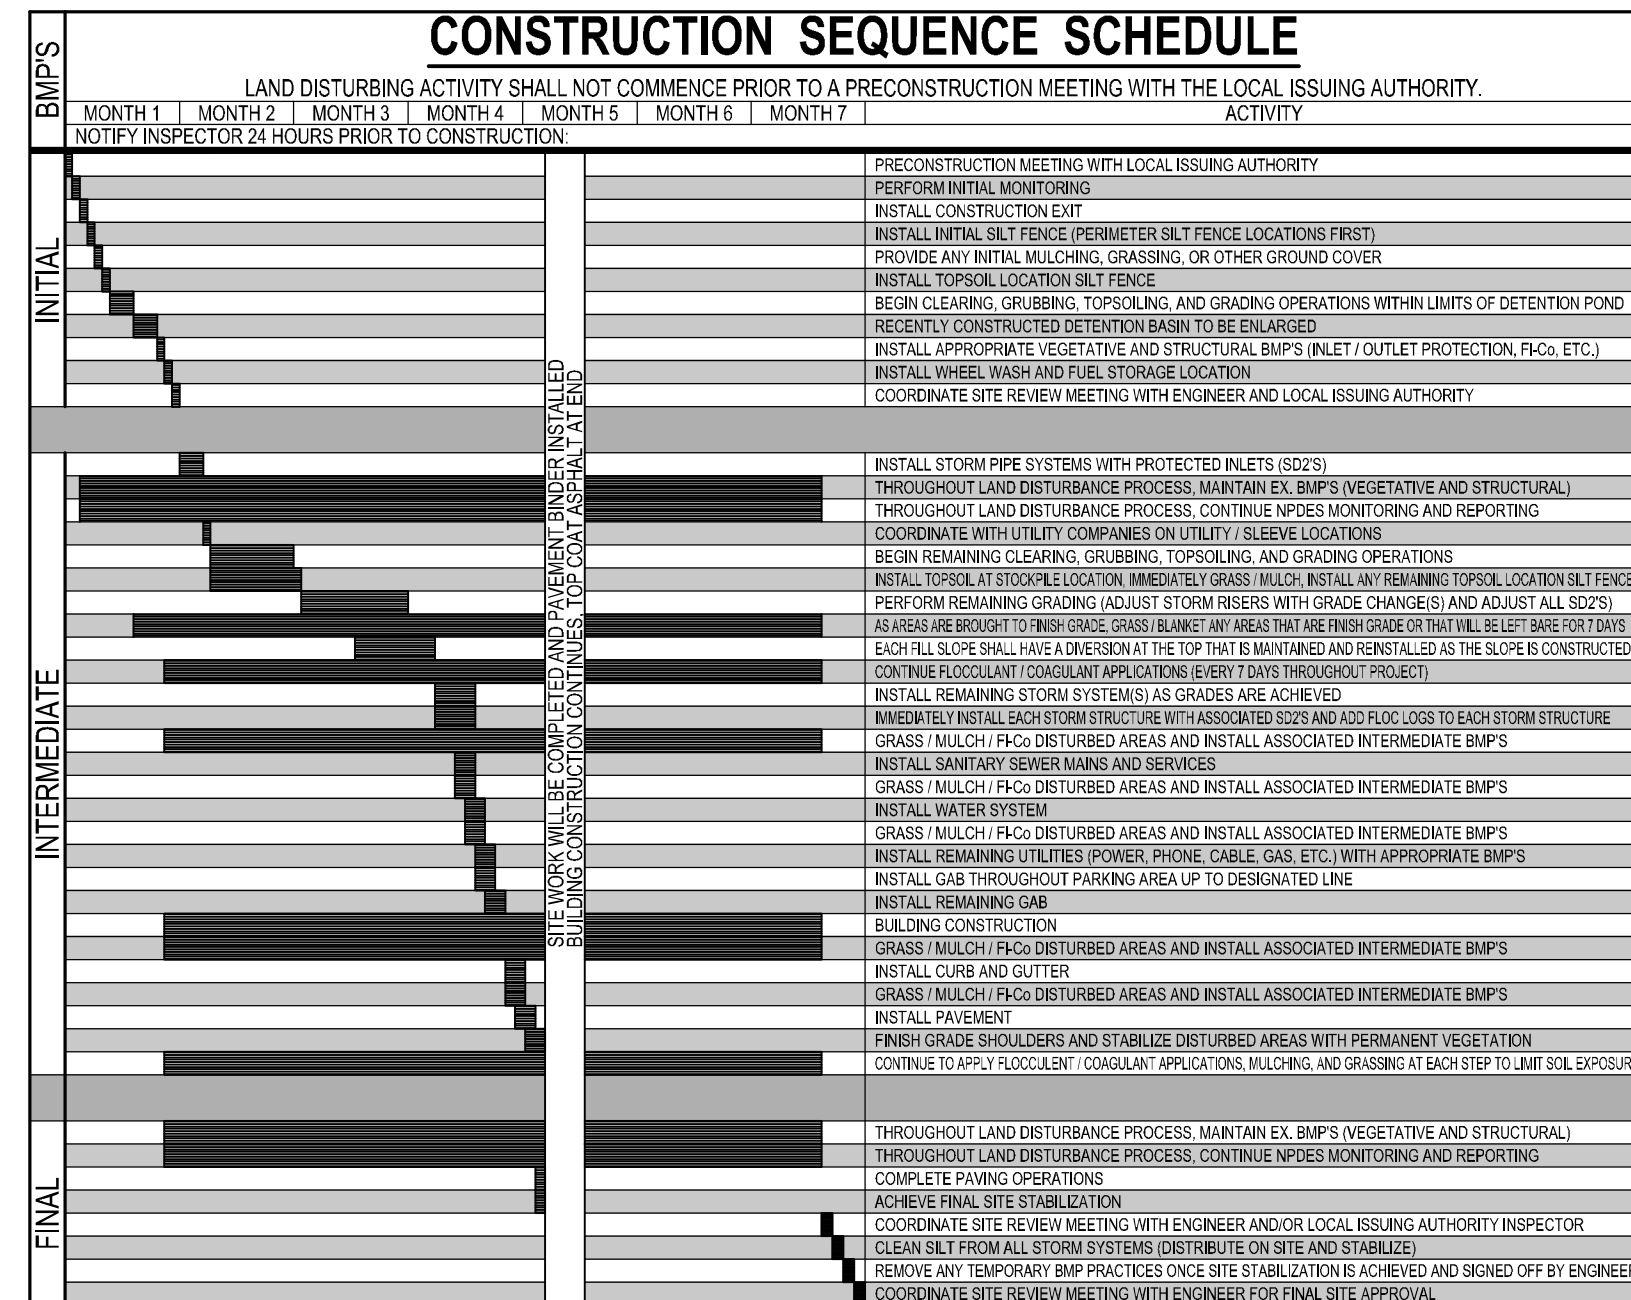 CONSTRUCTION SEQUENCE SCHEDULE
LAND DISTURBING ACTIVITY SHALL NOT COMMENCE PRIOR TO A PRECONSTRUCTION MEETING WITH THE LOCAL ISSUING AUTHORITY.
BMP'S
MONTH 1 MONTH 2 MONTH 3 MONTH 4 MONTH 5 MONTH 6 MONTH 7 ACTIVITY
NOTIFY INSPECTOR 24 HOURS PRIOR TO CONSTRUCTION:
INITIAL
PRECONSTRUCTION MEETING WITH LOCAL ISSUING AUTHORITY
PERFORM INITIAL MONITORING
INSTALL CONSTRUCTION EXIT
INSTALL INITIAL SILT FENCE (PERIMETER SILT FENCE LOCATIONS FIRST)
PROVIDE ANY INITIAL MULCHING, GRASSING, OR OTHER GROUND COVER
INSTALL TOPSOIL LOCATION SILT FENCE
BEGIN CLEARING, GRUBBING, TOPSOILING, AND GRADING OPERATIONS WITHIN LIMITS OF DETENTION POND
RECENTLY CONSTRUCTED DETENTION BASIN TO BE ENLARGED
INSTALL APPROPRIATE VEGETATIVE AND STRUCTURAL BMP'S (INLET / OUTLET PROTECTION, Fl-Co, ETC.)
INSTALL WHEEL WASH AND FUEL STORAGE LOCATION
COORDINATE SITE REVIEW MEETING WITH ENGINEER AND LOCAL ISSUING AUTHORITY
SITE WORK WILL BE COMPLETED AND PAVEMENT BINDER INSTALLED
BUILDING CONSTRUCTION CONTINUES, TOP COAT ASPHALT AT END
INTERMEDIATE
INSTALL STORM PIPE SYSTEMS WITH PROTECTED INLETS (SD2'S)
THROUGHOUT LAND DISTURBANCE PROCESS, MAINTAIN EX. BMP'S (VEGETATIVE AND STRUCTURAL)
THROUGHOUT LAND DISTURBANCE PROCESS, CONTINUE NPDES MONITORING AND REPORTING
COORDINATE WITH UTILITY COMPANIES ON UTILITY / SLEEVE LOCATIONS
BEGIN REMAINING CLEARING, GRUBBING, TOPSOILING, AND GRADING OPERATIONS
INSTALL TOPSOIL AT STOCKPILE LOCATION, IMMEDIATELY GRASS / MULCH, INSTALL ANY REMAINING TOPSOIL LOCATION SILT FENCE
PERFORM REMAINING GRADING (ADJUST STORM RISERS WITH GRADE CHANGE(S) AND ADJUST ALL SD2'S)
AS AREAS ARE BROUGHT TO FINISH GRADE, GRASS / BLANKET ANY AREAS THAT ARE FINISH GRADE OR THAT WILL BE LEFT BARE FOR 7 DAYS
EACH FILL SLOPE SHALL HAVE A DIVERSION AT THE TOP THAT IS MAINTAINED AND REINSTALLED AS THE SLOPE IS CONSTRUCTED
CONTINUE FLOCCULANT / COAGULANT APPLICATIONS (EVERY 7 DAYS THROUGHOUT PROJECT)
INSTALL REMAINING STORM SYSTEM(S) AS GRADES ARE ACHIEVED
IMMEDIATELY INSTALL EACH STORM STRUCTURE WITH ASSOCIATED SD2'S AND ADD FLOC LOGS TO EACH STORM STRUCTURE
GRASS / MULCH / Fl-Co DISTURBED AREAS AND INSTALL ASSOCIATED INTERMEDIATE BMP'S
INSTALL SANITARY SEWER MAINS AND SERVICES
GRASS / MULCH / Fl-Co DISTURBED AREAS AND INSTALL ASSOCIATED INTERMEDIATE BMP'S
INSTALL WATER SYSTEM
GRASS / MULCH / Fl-Co DISTURBED AREAS AND INSTALL ASSOCIATED INTERMEDIATE BMP'S
INSTALL REMAINING UTILITIES (POWER, PHONE, CABLE, GAS, ETC.) WITH APPROPRIATE BMP'S
INSTALL GAB THROUGHOUT PARKING AREA UP TO DESIGNATED LINE
INSTALL REMAINING GAB
BUILDING CONSTRUCTION
GRASS / MULCH / Fl-Co DISTURBED AREAS AND INSTALL ASSOCIATED INTERMEDIATE BMP'S
INSTALL CURB AND GUTTER
GRASS / MULCH / Fl-Co DISTURBED AREAS AND INSTALL ASSOCIATED INTERMEDIATE BMP'S
INSTALL PAVEMENT
FINISH GRADE SHOULDERS AND STABILIZE DISTURBED AREAS WITH PERMANENT VEGETATION
CONTINUE TO APPLY FLOCCULENT / COAGULANT APPLICATIONS, MULCHING, AND GRASSING AT EACH STEP TO LIMIT SOIL EXPOSUR
FINAL
THROUGHOUT LAND DISTURBANCE PROCESS, MAINTAIN EX. BMP'S (VEGETATIVE AND STRUCTURAL)
THROUGHOUT LAND DISTURBANCE PROCESS, CONTINUE NPDES MONITORING AND REPORTING
COMPLETE PAVING OPERATIONS
ACHIEVE FINAL SITE STABILIZATION
COORDINATE SITE REVIEW MEETING WITH ENGINEER AND/OR LOCAL ISSUING AUTHORITY INSPECTOR
CLEAN SILT FROM ALL STORM SYSTEMS (DISTRIBUTE ON SITE AND STABILIZE)
REMOVE ANY TEMPORARY BMP PRACTICES ONCE SITE STABILIZATION IS ACHIEVED AND SIGNED OFF BY ENGINEER
COORDINATE SITE REVIEW MEETING WITH ENGINEER FOR FINAL SITE APPROVAL